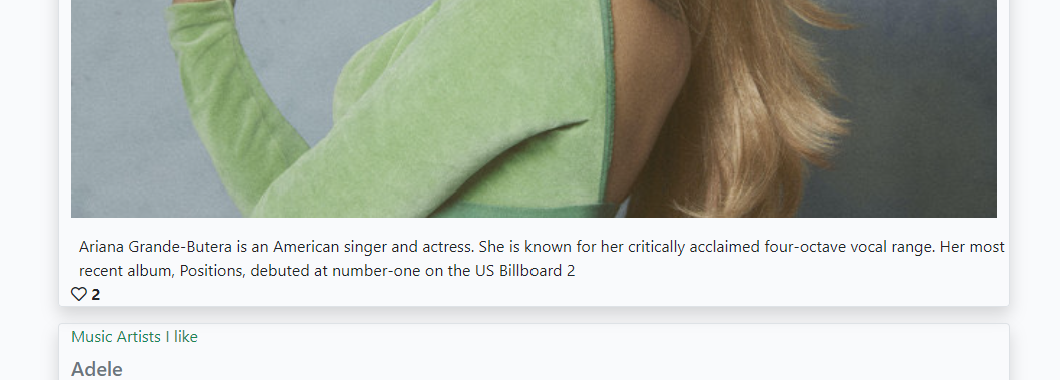 Ariana Grande-Butera is an American singer and actress. She is known for her critically acclaimed four-octave vocal range. Her most
recent album, Positions, debuted at number-one on the US Billboard 2
2
Music Artists I like
Adele